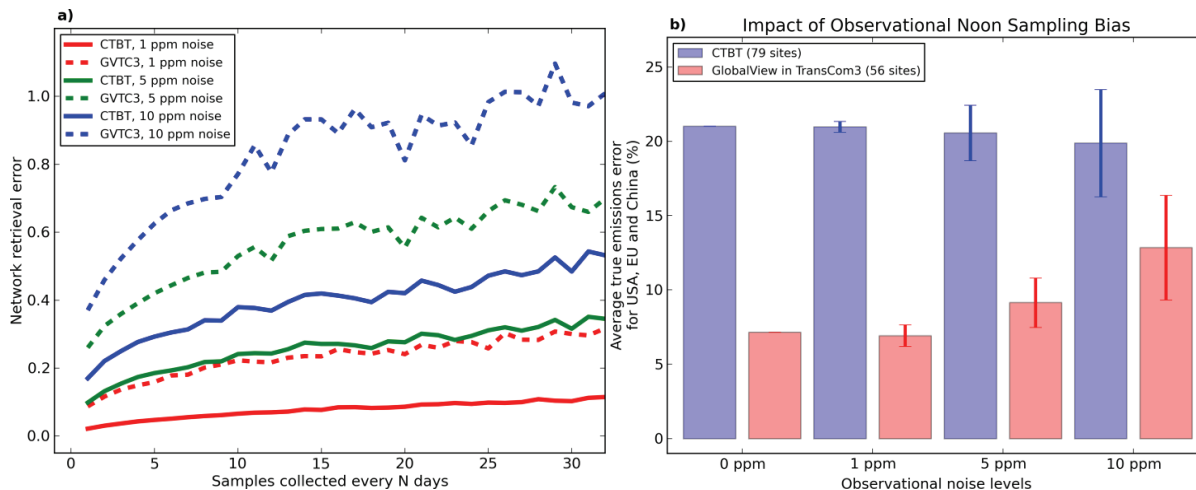 a)
CTBT, 1 ppm noise
GVTC3, 1 ppm noise
CTBT, 5 ppm noise
GVTC3, 5 ppm noise
CTBT, 10 ppm noise
GVTC3, 10 ppm noise
Network retrieval error
1.0
0.8
0.6
0.4
0.2
0.0
0 5 10 15 20 25 30
Samples collected every N days
b)
Impact of Observational Noon Sampling Bias
CTBT (79 sites)
GlobalView in TransCom3 (56 sites)
Average true emissions error
for USA, EU and China (%)
25
20
15
10
5
0
0 ppm 1 ppm 5 ppm 10 ppm
Observational noise levels